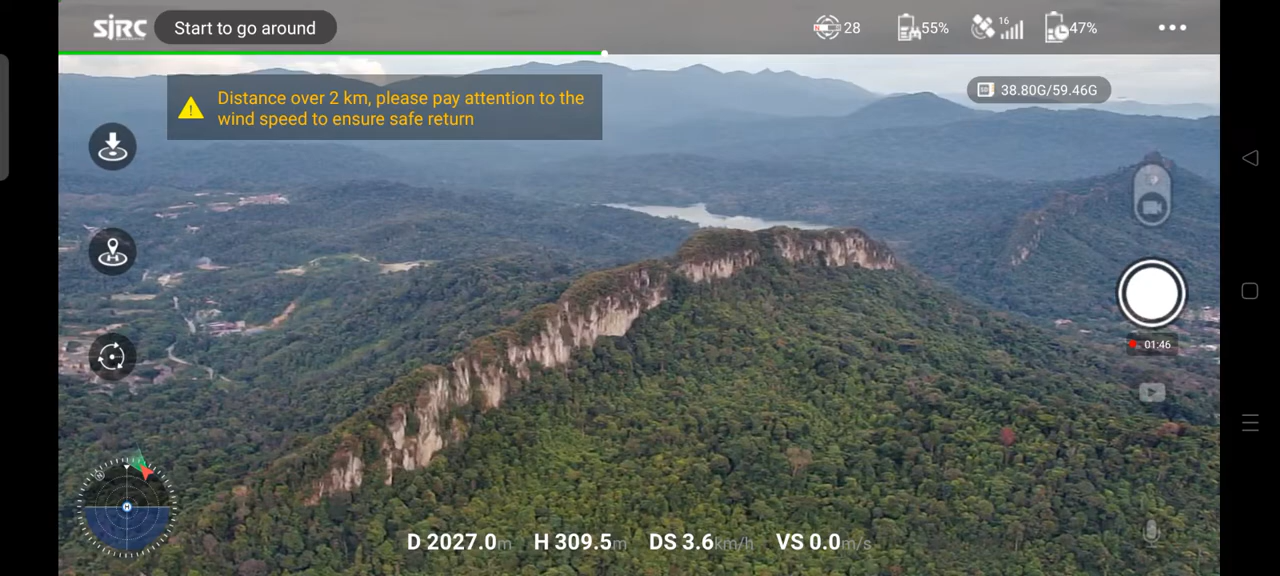 SJRC
Start to go around
28
55%
16
47%
Distance over 2 km, please pay attention to the
wind speed to ensure safe return
38.80G/59.46G
01:46
H
D 2027.0m H 309.5m DS 3.6km/h VS 0.0m/s